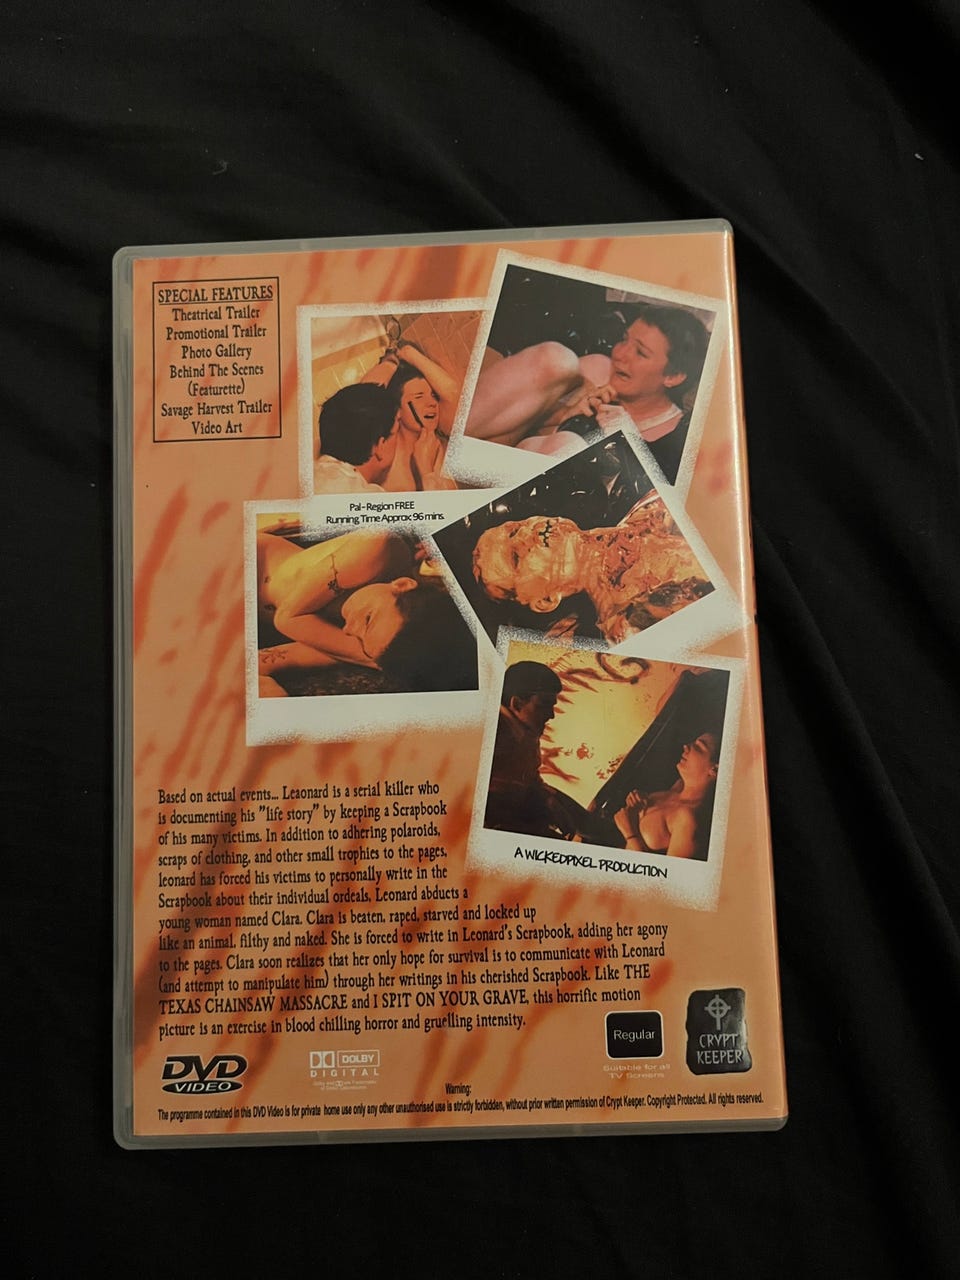 SPECIAL FEATURES
Theatrical Trailer
Promotional Trailer
Photo Gallery
Behind The Scenes
(Featurette)
Savage Harvest Trailer
Video Art
Pal - Region FREE
Running Time Approx 96 mins.
A WICKEDPIXEL PRODUCTION
Based on actual events... Leaonard is a serial killer who
is documenting his "life story" by keeping a Scrapbook
of his many victims. In addition to adhering polaroids,
scraps of clothing, and other small trophies to the pages,
leonard has forced his victims to personally write in the
Scrapbook about their individual ordeals, Leonard abducts a
young woman named Clara. Clara is beaten, raped, starved and locked up
like an animal, filthy and naked. She is forced to write in Leonard's Scrapbook, adding her agony
to the pages. Clara soon realizes that her only hope for survival is to communicate with Leonard
(and attempt to manipulate him) through her writings in his cherished Scrapbook. Like THE
TEXAS CHAINSAW MASSACRE and I SPIT ON YOUR GRAVE, this horrific motion
picture is an exercise in blood chilling horror and gruelling intensity.
Regular
Suitable for all
TV Screens
CRYPT
KEEPER
DVD
VIDEO
DOLBY
DIGITAL
Warning:
The programme contained in this DVD Video is for private home use only any other unauthorised use is strictly forbidden, without prior written permission of Crypt Keeper. Copyright Protected. All rights reserved.